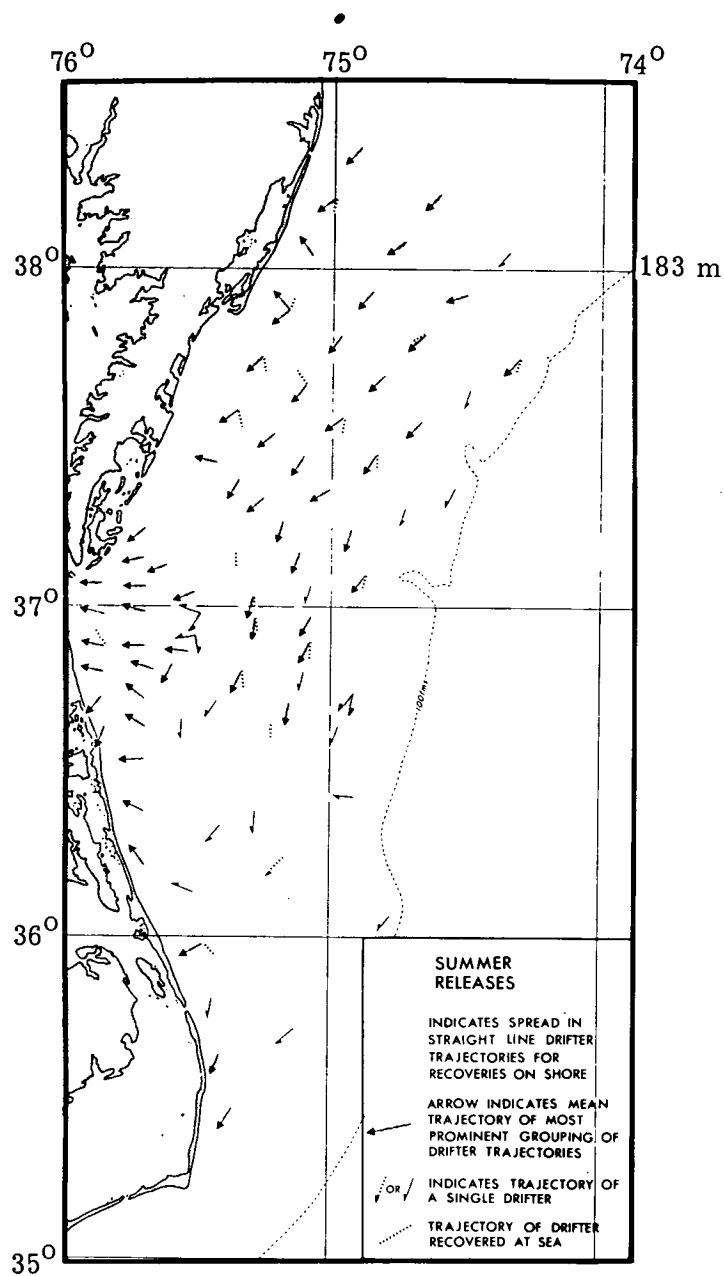 76° 75° 74°
38° 183 m
37°
100fms
36°
SUMMER
RELEASES
INDICATES SPREAD IN
STRAIGHT LINE DRIFTER
TRAJECTORIES FOR
RECOVERIES ON SHORE
ARROW INDICATES MEAN
TRAJECTORY OF MOST
PROMINENT GROUPING OF
DRIFTER TRAJECTORIES
OR INDICATES TRAJECTORY OF
A SINGLE DRIFTER
TRAJECTORY OF DRIFTER
RECOVERED AT SEA
35°